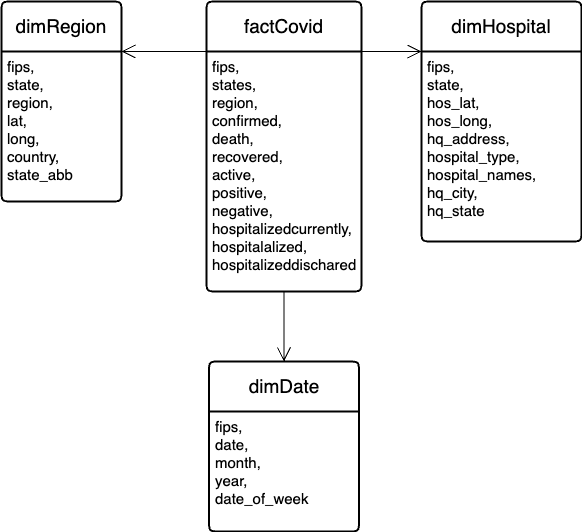 dimRegion
fips,
state,
region,
lat,
long,
country,
state_abb
factCovid
fips,
states,
region,
confirmed,
death,
recovered,
active,
positive,
negative,
hospitalizedcurrently,
hospitalalized,
hospitalizeddischared
dimHospital
fips,
state,
hos_lat,
hos_long,
hq_address,
hospital_type,
hospital_names,
hq_city,
hq_state
dimDate
fips,
date,
month,
year,
date_of_week